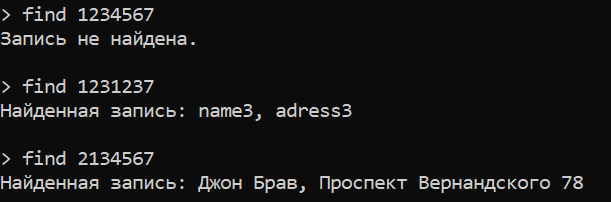 > find 1234567
Запись не найдена.
> find 1231237
Найденная запись: name3, adress3
> find 2134567
Найденная запись: Джон Брав, Проспект Вернандского 78